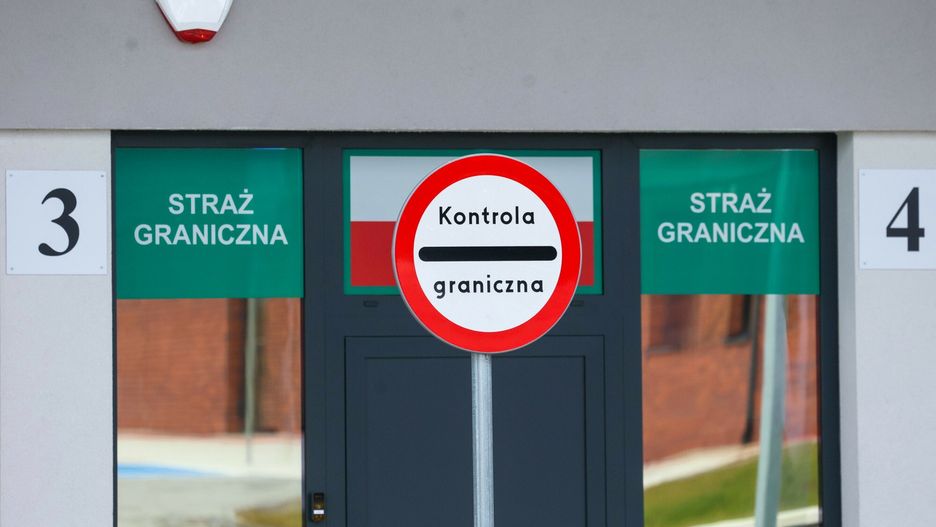 3
STRAŻ
GRANICZNA
Kontrola
graniczna
STRAŻ
GRANICZNA
4